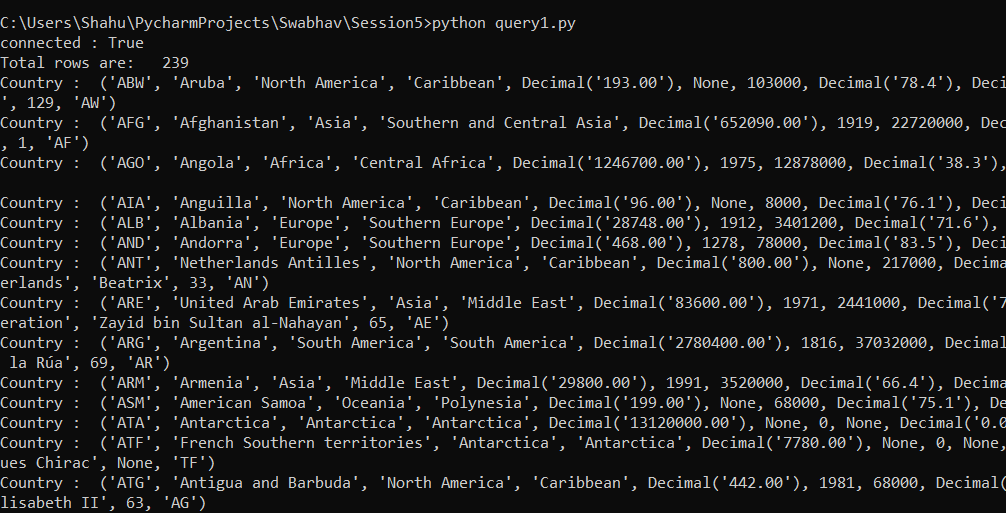 C:\Users\Shahu\PycharmProjects\Swabhav\Session5>python query1.py
connected : True
Total rows are:   239
Country :  ('ABW', 'Aruba', 'North America', 'Caribbean', Decimal('193.00'), None, 103000, Decimal('78.4'), Deci
', 129, 'AW')
Country :  ('AFG', 'Afghanistan', 'Asia', 'Southern and Central Asia', Decimal('652090.00'), 1919, 22720000, Dec
, 1, 'AF')
Country :  ('AGO', 'Angola', 'Africa', 'Central Africa', Decimal('1246700.00'), 1975, 12878000, Decimal('38.3'),
Country :  ('AIA', 'Anguilla', 'North America', 'Caribbean', Decimal('96.00'), None, 8000, Decimal('76.1'), Deci
Country :  ('ALB', 'Albania', 'Europe', 'Southern Europe', Decimal('28748.00'), 1912, 3401200, Decimal('71.6'),
Country :  ('AND', 'Andorra', 'Europe', 'Southern Europe', Decimal('468.00'), 1278, 78000, Decimal('83.5'), Deci
Country :  ('ANT', 'Netherlands Antilles', 'North America', 'Caribbean', Decimal('800.00'), None, 217000, Decima
erlands', 'Beatrix', 33, 'AN')
Country :  ('ARE', 'United Arab Emirates', 'Asia', 'Middle East', Decimal('83600.00'), 1971, 2441000, Decimal('7
eration', 'Zayid bin Sultan al-Nahayan', 65, 'AE')
Country :  ('ARG', 'Argentina', 'South America', 'South America', Decimal('2780400.00'), 1816, 37032000, Decimal
 la Rúa', 69, 'AR')
Country :  ('ARM', 'Armenia', 'Asia', 'Middle East', Decimal('29800.00'), 1991, 3520000, Decimal('66.4'), Decima
Country :  ('ASM', 'American Samoa', 'Oceania', 'Polynesia', Decimal('199.00'), None, 68000, Decimal('75.1'), De
Country :  ('ATA', 'Antarctica', 'Antarctica', 'Antarctica', Decimal('13120000.00'), None, 0, None, Decimal('0.0
Country :  ('ATF', 'French Southern territories', 'Antarctica', 'Antarctica', Decimal('7780.00'), None, 0, None,
ues Chirac', None, 'TF')
Country :  ('ATG', 'Antigua and Barbuda', 'North America', 'Caribbean', Decimal('442.00'), 1981, 68000, Decimal(
lisabeth II', 63, 'AG')